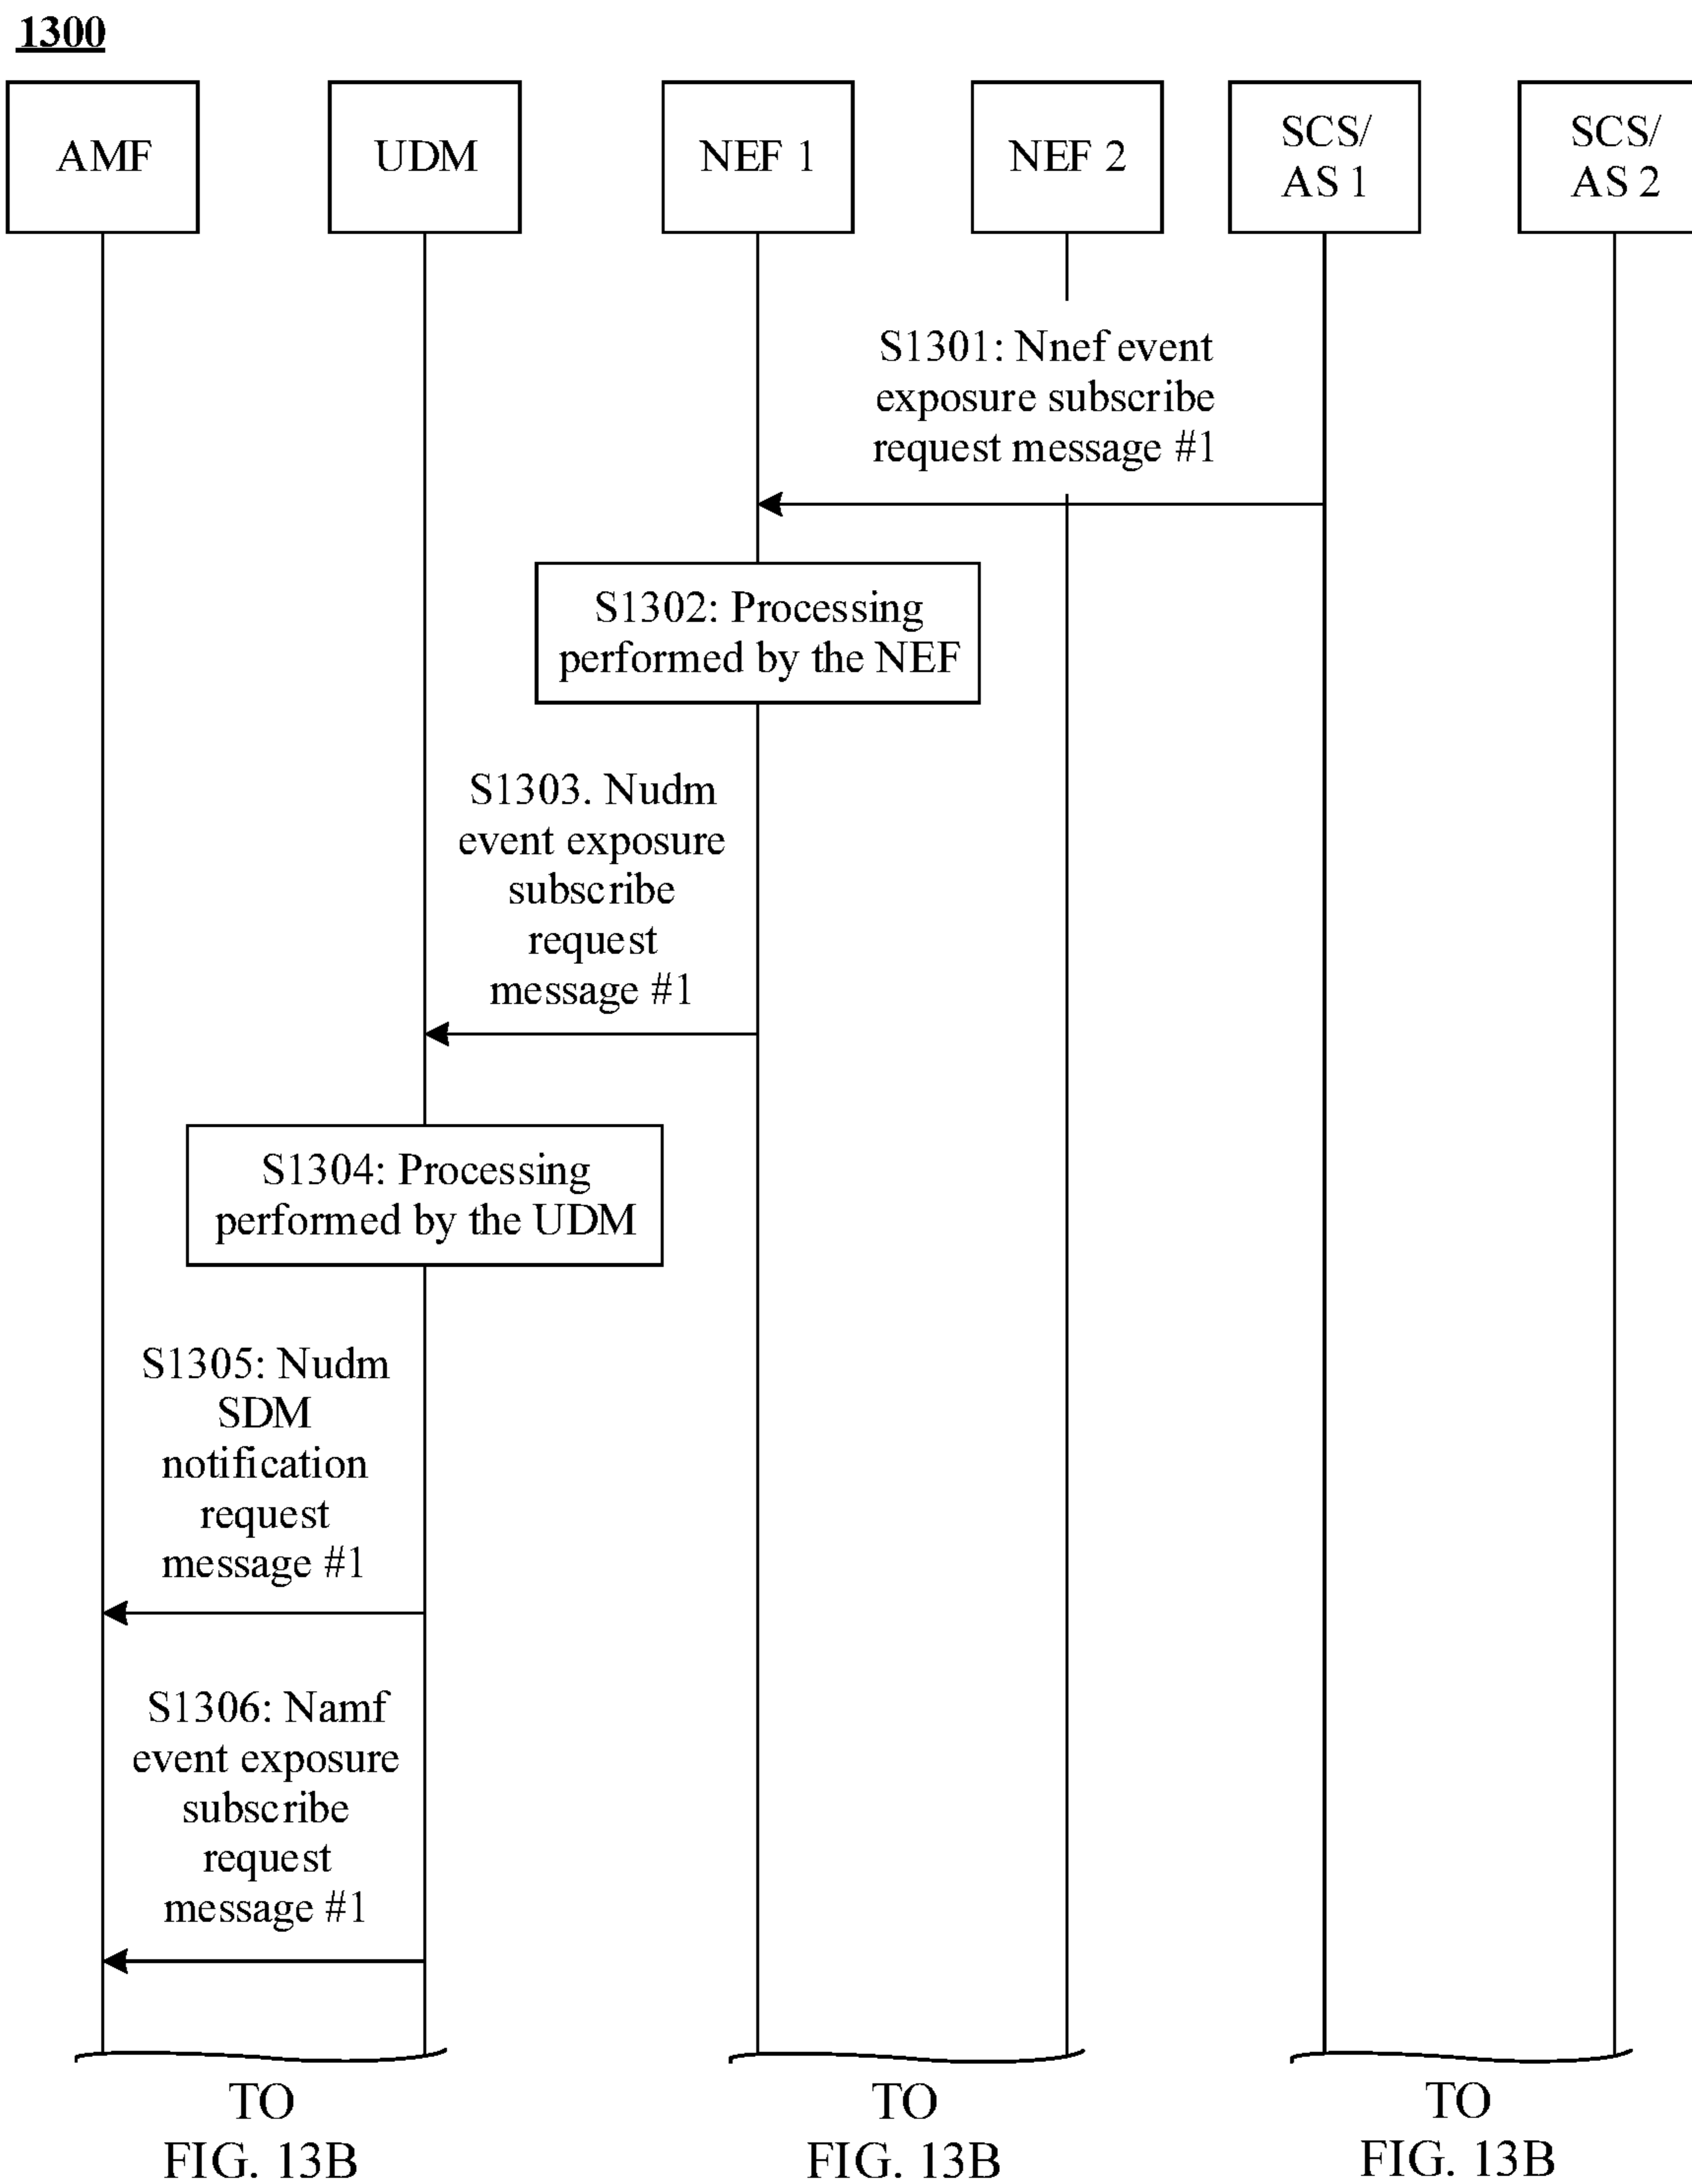 1300
AMF
UDM
NEF 1
NEF 2
SCS/
AS 1
SCS/
AS 2
S1301: Nnef event
exposure subscribe
request message #1
S1302: Processing
performed by the NEF
S1303. Nudm
event exposure
subscribe
request
message #1
S1304: Processing
performed by the UDM
S1305: Nudm
SDM
notification
request
message #1
S1306: Namf
event exposure
subscribe
request
message #1
TO
FIG. 13B
TO
FIG. 13B
TO
FIG. 13B